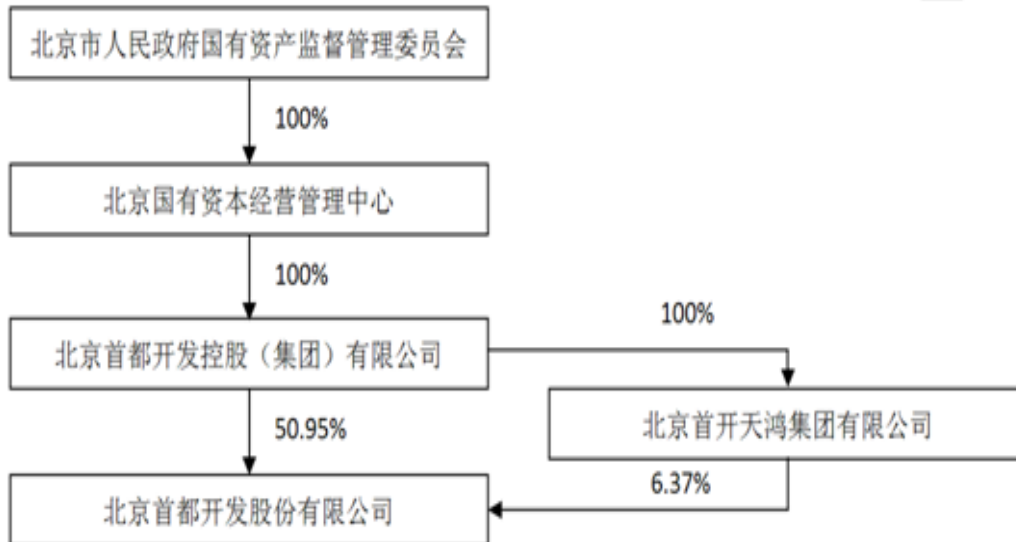 北京市人民政府国有资产监督管理委员会
100%
北京国有资本经营管理中心
100%
100%
北京首都开发控股（集团）有限公司
50.95%
北京首开天鸿集团有限公司
6.37%
北京首都开发股份有限公司